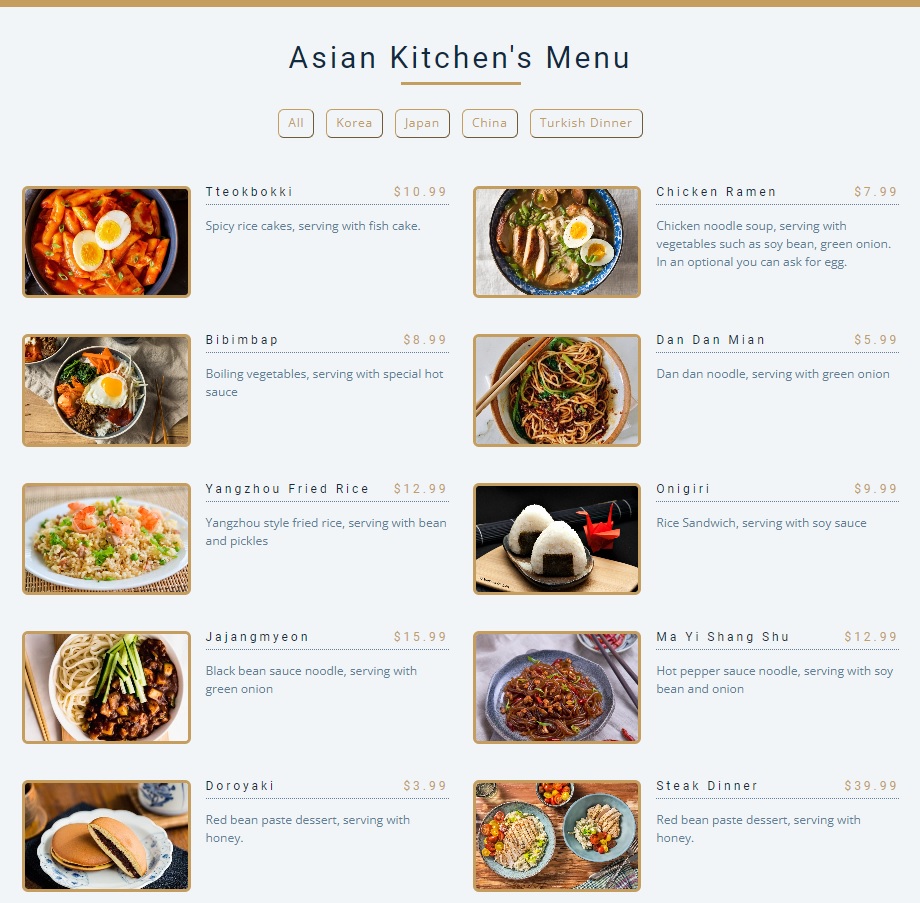 Asian Kitchen's Menu
All Korea Japan China Turkish Dinner
Tteokbokki $10.99
Spicy rice cakes, serving with fish cake.
Chicken Ramen $7.99
Chicken noodle soup, serving with
vegetables such as soy bean, green onion.
In an optional you can ask for egg.
Bibimbap $8.99
Boiling vegetables, serving with special hot
sauce
Dan Dan Mian $5.99
Dan dan noodle, serving with green onion
Yangzhou Fried Rice $12.99
Yangzhou style fried rice, serving with bean
and pickles
Onigiri $9.99
Rice Sandwich, serving with soy sauce
Jajangmyeon $15.99
Black bean sauce noodle, serving with
green onion
Ma Yi Shang Shu $12.99
Hot pepper sauce noodle, serving with soy
bean and onion
Doroyaki $3.99
Red bean paste dessert, serving with
honey.
Steak Dinner $39.99
Red bean paste dessert, serving with
honey.